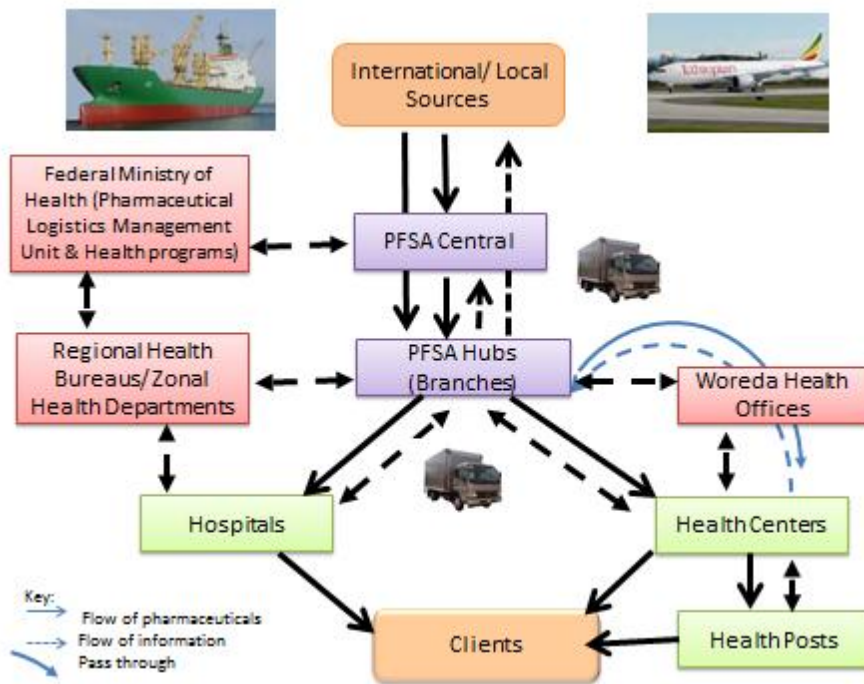 International/ Local
Sources
Ethiopian
Federal Ministry of
Health (Pharmaceutical
Logistics Management
Unit & Health programs)
PFSA Central
Regional Health
Bureaus/ Zonal
Health Departments
PFSA Hubs
(Branches)
Woreda Health
Offices
Hospitals
Health Centers
Key:
Flow of pharmaceuticals
Flow of information
Pass through
Clients
Health Posts